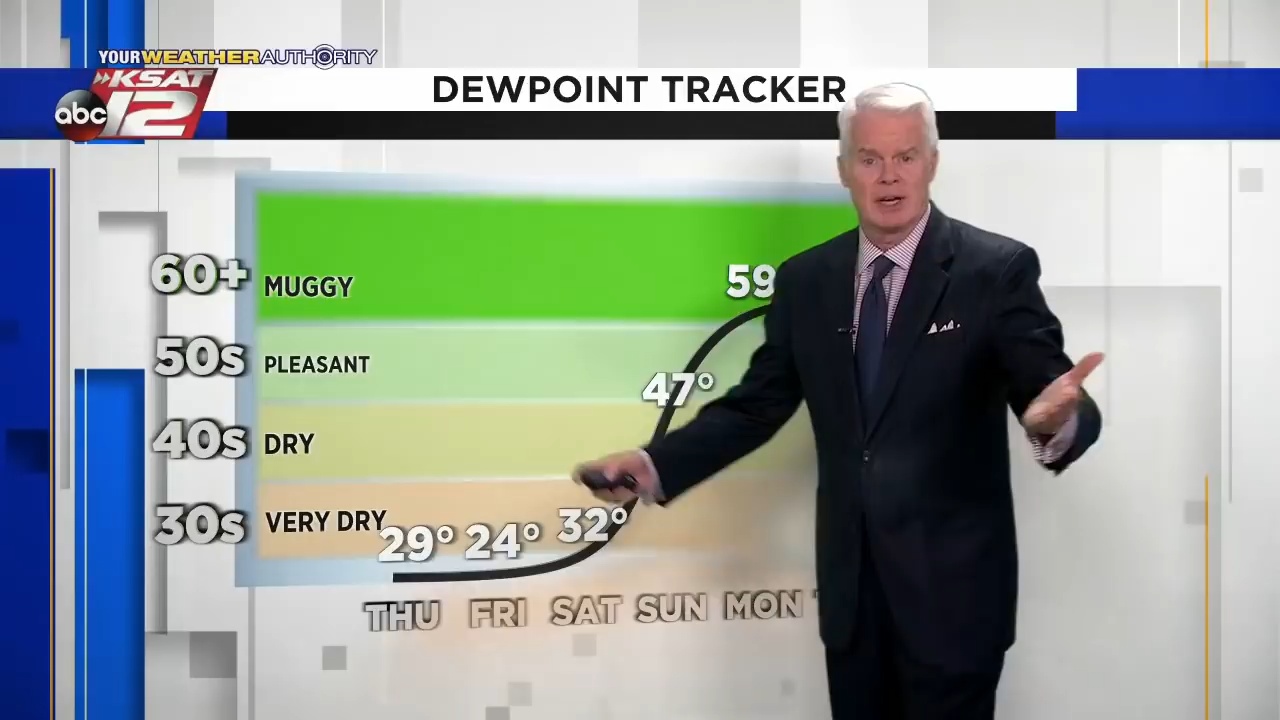 YOUR WEATHER AUTHORITY
KSAT
abc 12
DEWPOINT TRACKER
60+ MUGGY
59
50s PLEASANT
47°
40s DRY
30s VERY DRY
29° 24° 32°
THU FRI SAT SUN MON